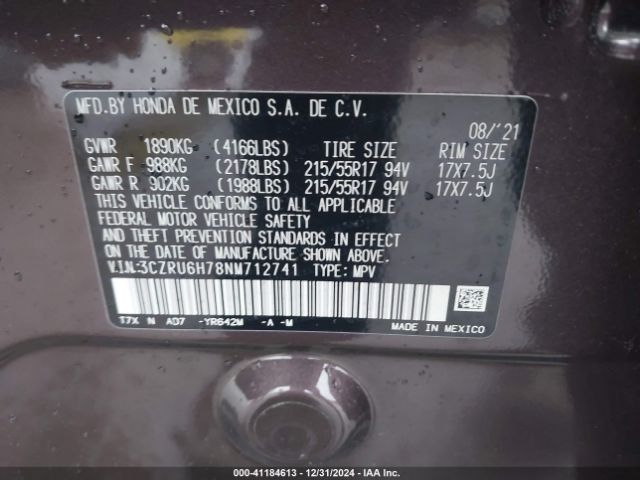 MFD.BY HONDA DE MEXICO S.A. DE C.V.
08/'21
GVWR 1890KG (4166LBS) TIRE SIZE RIM SIZE
GAWR F 988KG (2178LBS) 215/55R17 94V 17X7.5J
GAWR R 902KG (1988LBS) 215/55R17 94V 17X7.5J
THIS VEHICLE CONFORMS TO ALL APPLICABLE
FEDERAL MOTOR VEHICLE SAFETY
AND THEFT PREVENTION STANDARDS
IN EFFECT ON THE DATE
OF MANUFACTURE SHOWN ABOVE.
V.I.N:3CZRU6H78NM712741 TYPE: MPV
T7X N AD7 -YR642M -A -M
MADE IN MEXICO
000-41184613 - 12/31/2024 - IAA Inc.